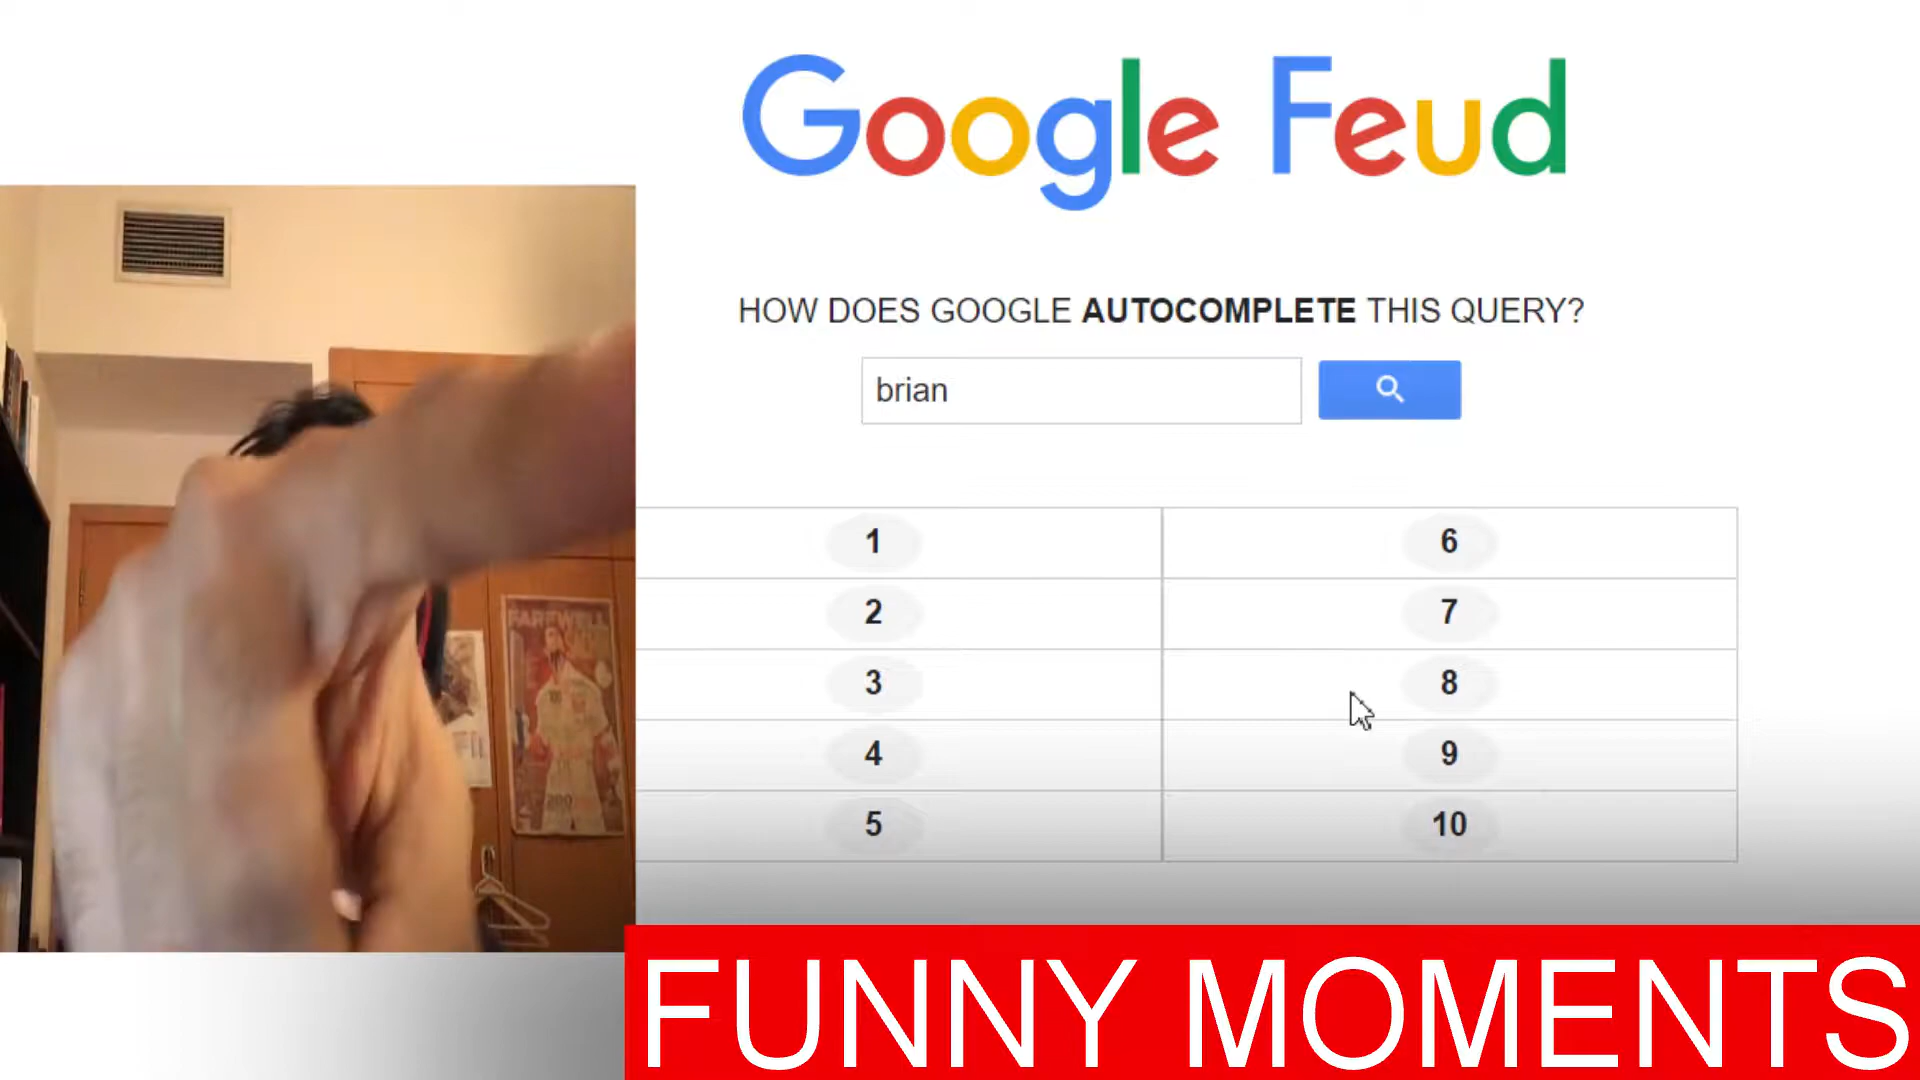 Google Feud
HOW DOES GOOGLE AUTOCOMPLETE THIS QUERY?
brian
1 6
2 7
3 8
4 9
5 10
FAREWELL
FUNNY MOMENTS